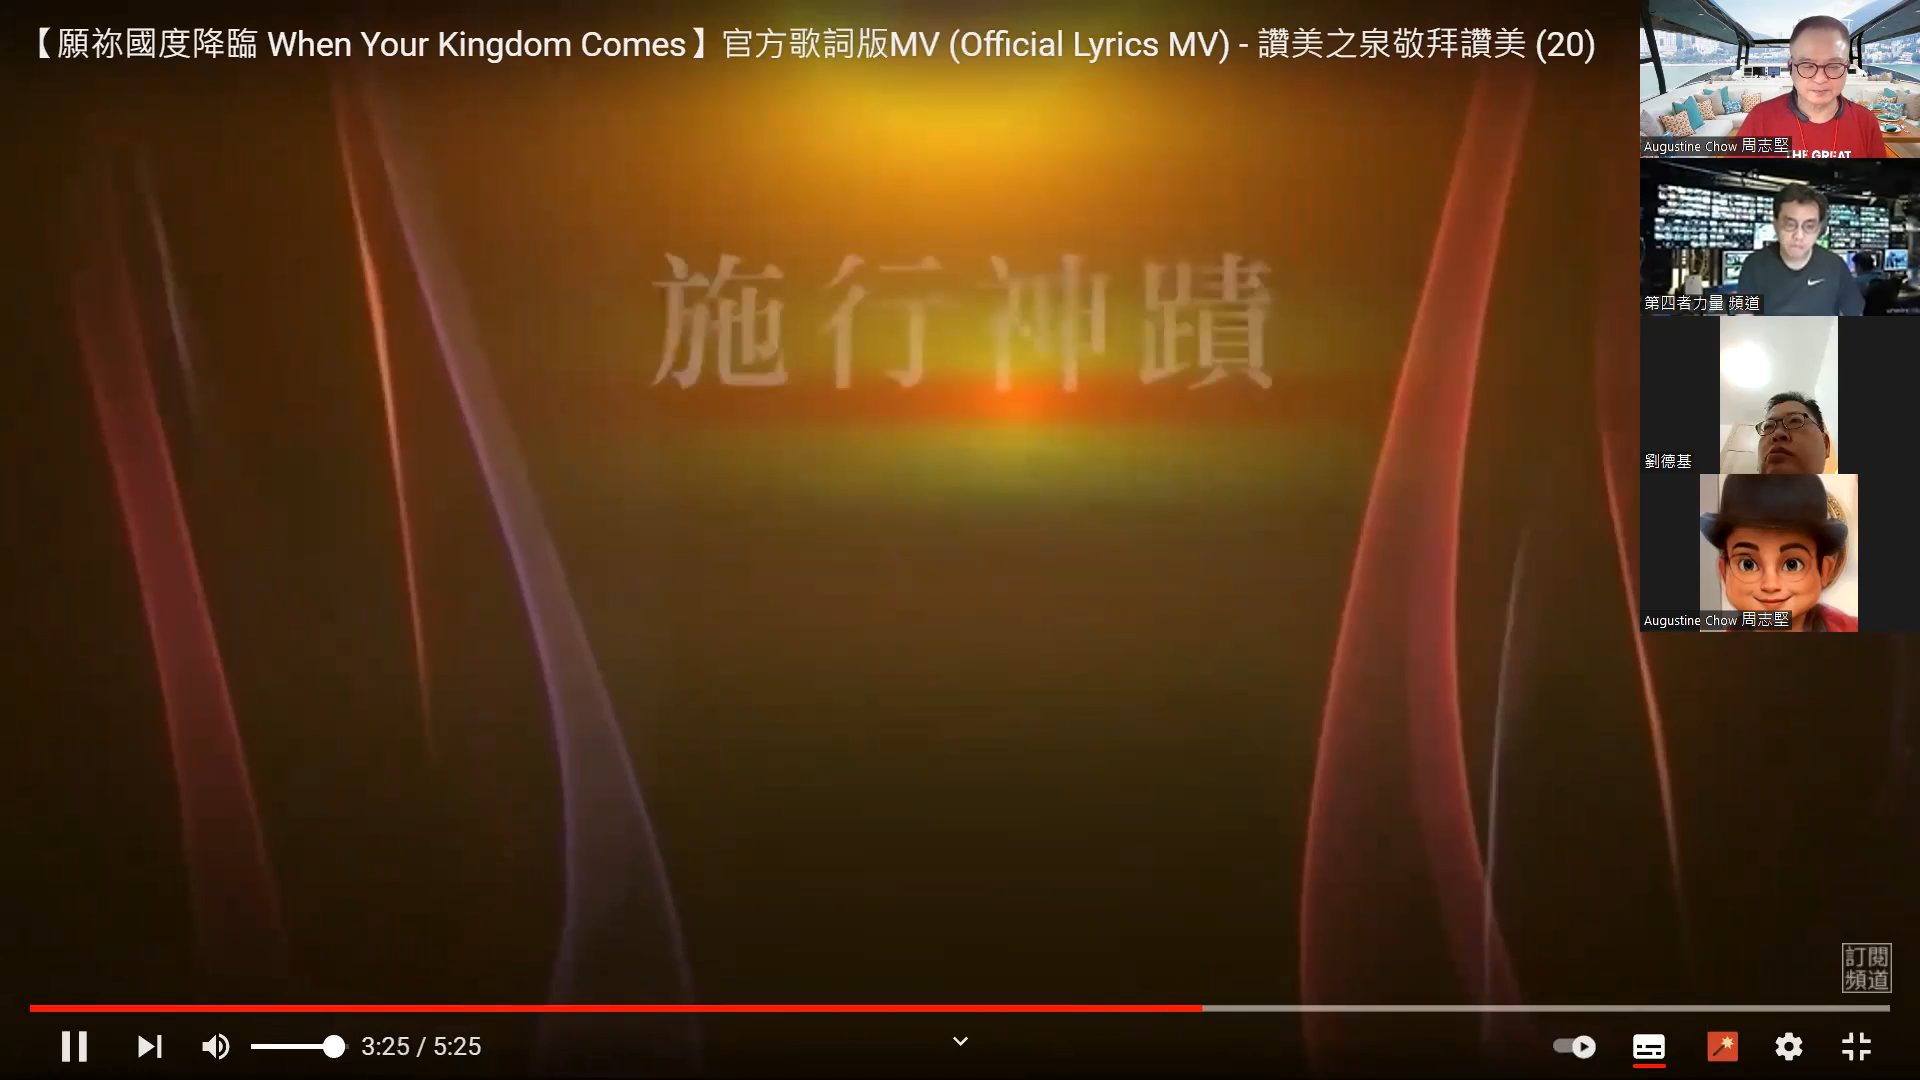 【願祢國度降臨 When Your Kingdom Comes】官方歌詞版MV (Official Lyrics MV) - 讚美之泉敬拜讚美 (20)
施行神蹟
THE GREAT
Augustine Chow 周志堅
第四者力量 頻道
劉德基
Augustine Chow 周志堅
訂閱
頻道
3:25 / 5:25